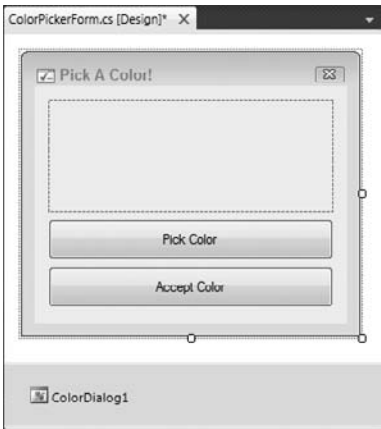 ColorPickerForm.cs [Design]* X
Pick A Color!
Pick Color
Accept Color
ColorDialog1